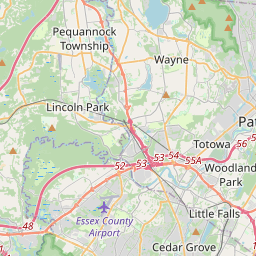 Pequannock
Township
Wayne
Lincoln Park
Pat
Totowa
56
54
53
55A
52
53
Woodland
Park
Little Falls
48
Essex County
Airport
Cedar Grove